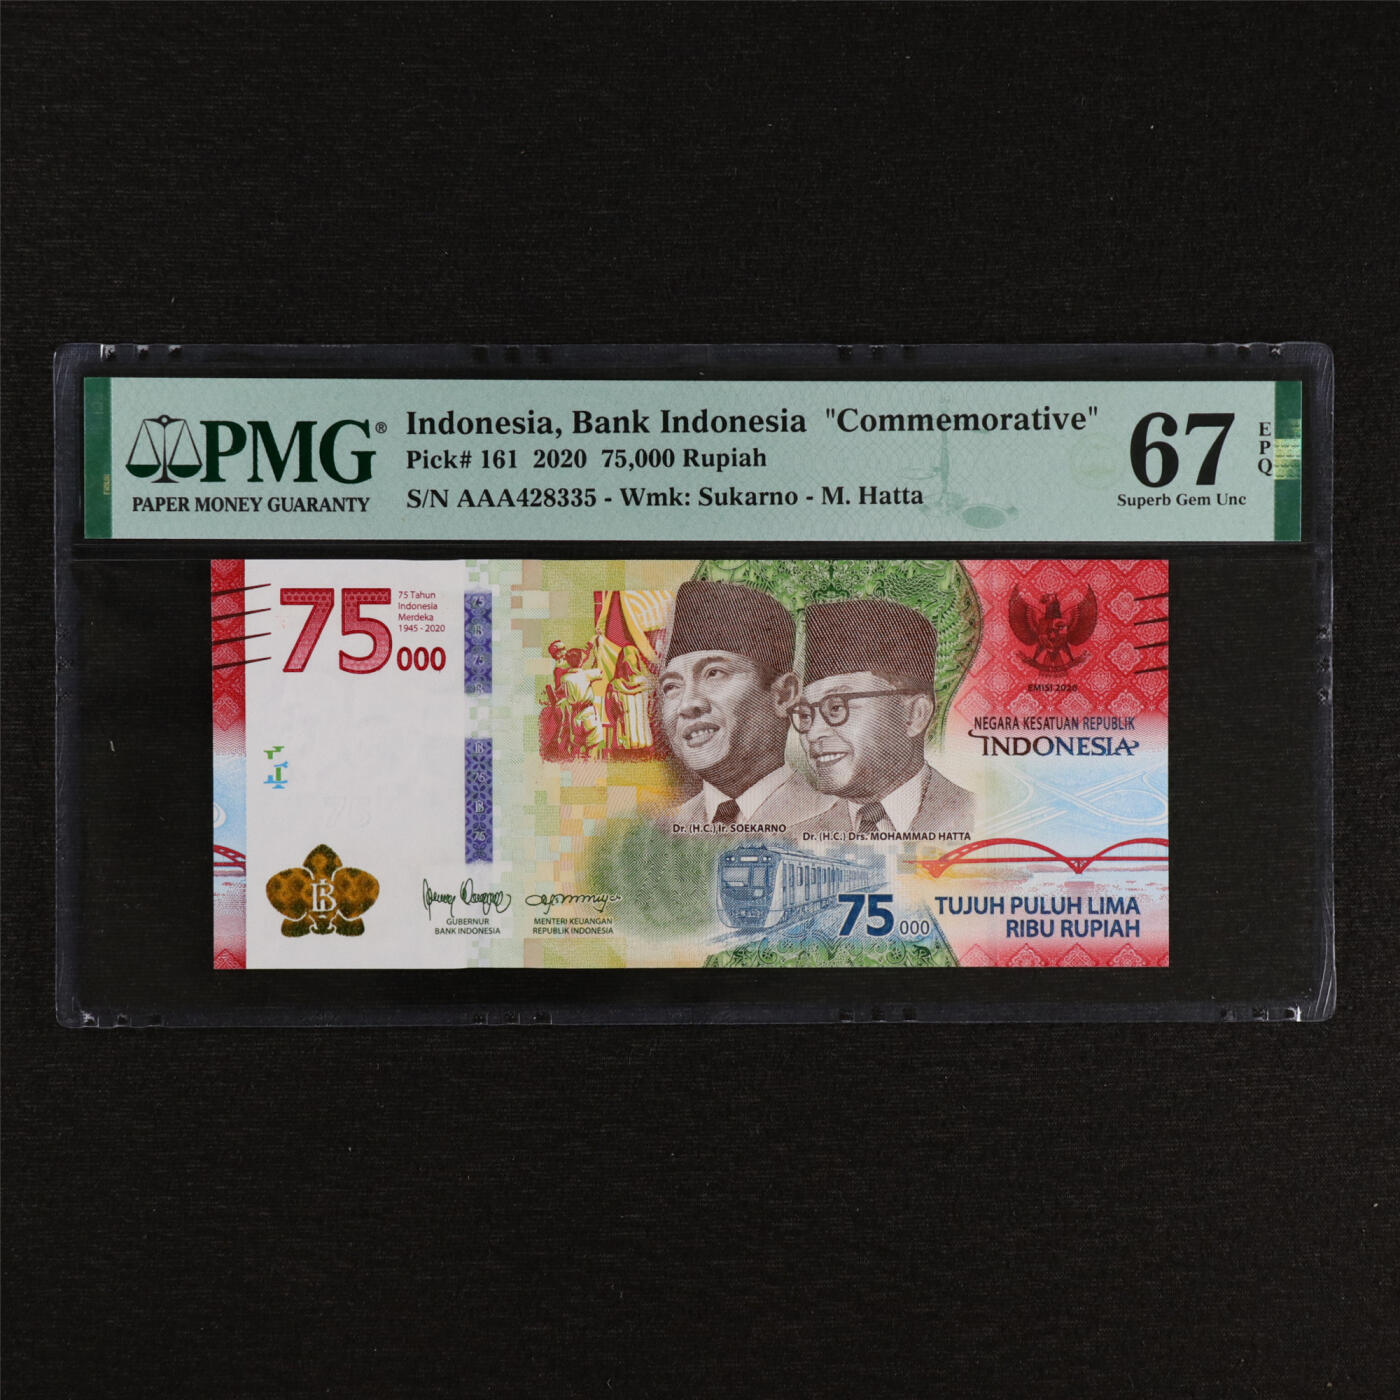 PMG®
PAPER MONEY GUARANTY
Indonesia, Bank Indonesia "Commemorative"
Pick# 161 2020 75,000 Rupiah
S/N AAA428335 - Wmk: Sukarno - M. Hatta
67
Superb Gem Unc
EPQ
75000
75 Tahun
Indonesia
Merdeka
1945 - 2020
EMISI 2020
NEGARA KESATUAN REPUBLIK
INDONESIA
Dr. (H.C.) Ir. SOEKARNO
Dr. (H.C.) Drs. MOHAMMAD HATTA
GUBERNUR
BANK INDONESIA
MENTERI KEUANGAN
REPUBLIK INDONESIA
75000
TUJUH PULUH LIMA
RIBU RUPIAH